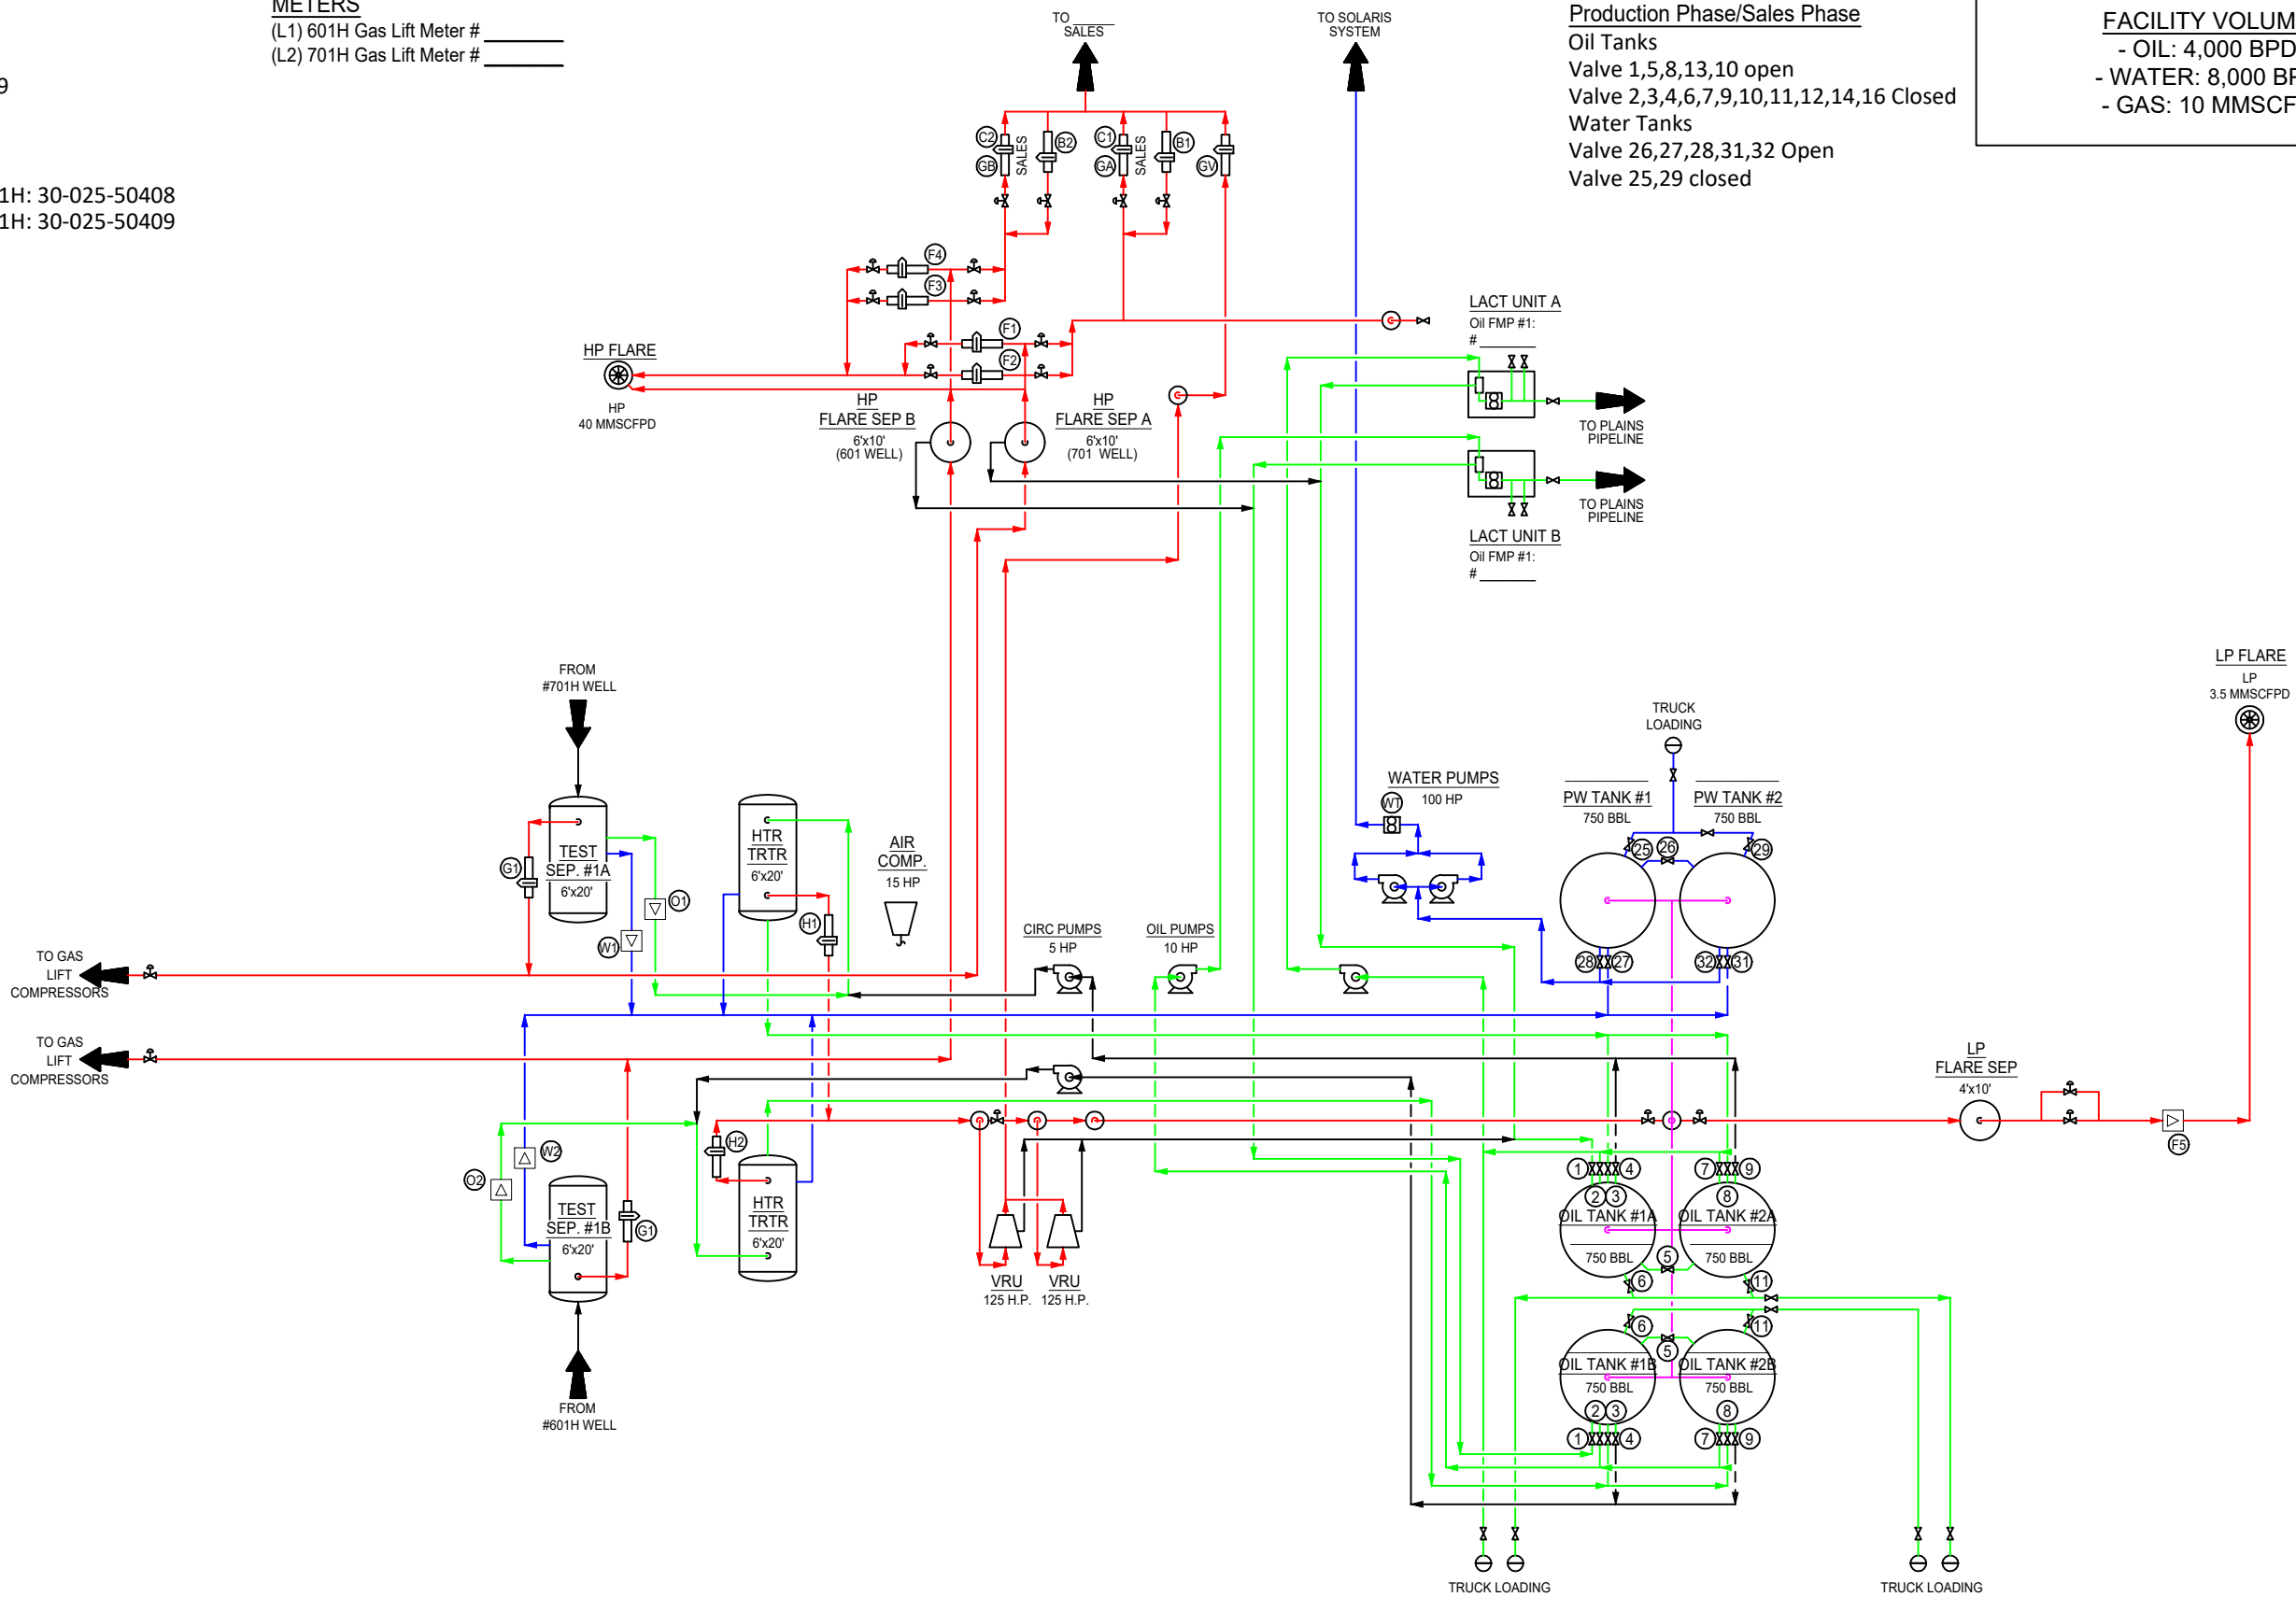 METERS
(L1) 601H Gas Lift Meter #
(L2) 701H Gas Lift Meter #
9
1H: 30-025-50408
1H: 30-025-50409
TO
SALES
TO SOLARIS
SYSTEM
Production Phase/Sales Phase
Oil Tanks
Valve 1,5,8,13,10 open
Valve 2,3,4,6,7,9,10,11,12,14,16 Closed
Water Tanks
Valve 26,27,28,31,32 Open
Valve 25,29 closed
FACILITY VOLUM
- OIL: 4,000 BPD
- WATER: 8,000 B
- GAS: 10 MMSCF
C2
GB
SALES
B2
C1
GA
SALES
B1
GV
F4
F3
F1
F2
HP FLARE
HP
40 MMSCFPD
HP
FLARE SEP B
6'x10'
(601 WELL)
HP
FLARE SEP A
6'x10'
(701 WELL)
LACT UNIT A
Oil FMP #1:
#
TO PLAINS
PIPELINE
TO PLAINS
PIPELINE
LACT UNIT B
Oil FMP #1:
#
FROM
#701H WELL
TEST
SEP. #1A
6'x20'
G1
O1
W1
HTR
TRTR
6'x20'
H1
AIR
COMP.
15 HP
CIRC PUMPS
5 HP
OIL PUMPS
10 HP
WATER PUMPS
100 HP
WT
TRUCK
LOADING
PW TANK #1
750 BBL
PW TANK #2
750 BBL
25
26
29
28
27
32
31
LP FLARE
LP
3.5 MMSCFPD
TO GAS
LIFT
COMPRESSORS
TO GAS
LIFT
COMPRESSORS
LP
FLARE SEP
4'x10'
F5
O2
W2
TEST
SEP. #1B
6'x20'
G1
H2
HTR
TRTR
6'x20'
VRU
125 H.P.
VRU
125 H.P.
FROM
#601H WELL
1
4
7
9
2
3
8
OIL TANK #1A
750 BBL
OIL TANK #2A
750 BBL
5
6
11
6
11
5
OIL TANK #1B
750 BBL
OIL TANK #2B
750 BBL
2
3
8
1
4
7
9
TRUCK LOADING
TRUCK LOADING